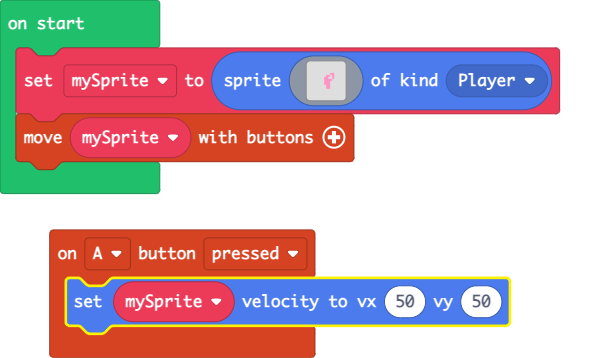 on start
set mySprite to sprite of kind Player
move mySprite with buttons
on A button pressed
set mySprite velocity to vx 50 vy 50